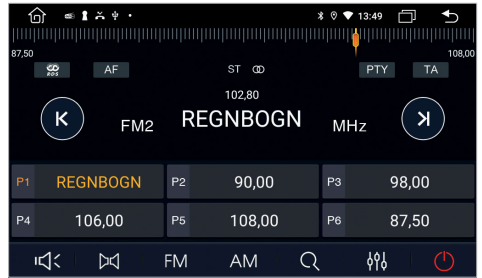 13:49
87,50 108,00
RDS AF ST PTY TA
102,80
FM2 REGNBOGN MHz
P1 REGNBOGN P2 90,00 P3 98,00
P4 106,00 P5 108,00 P6 87,50
FM AM